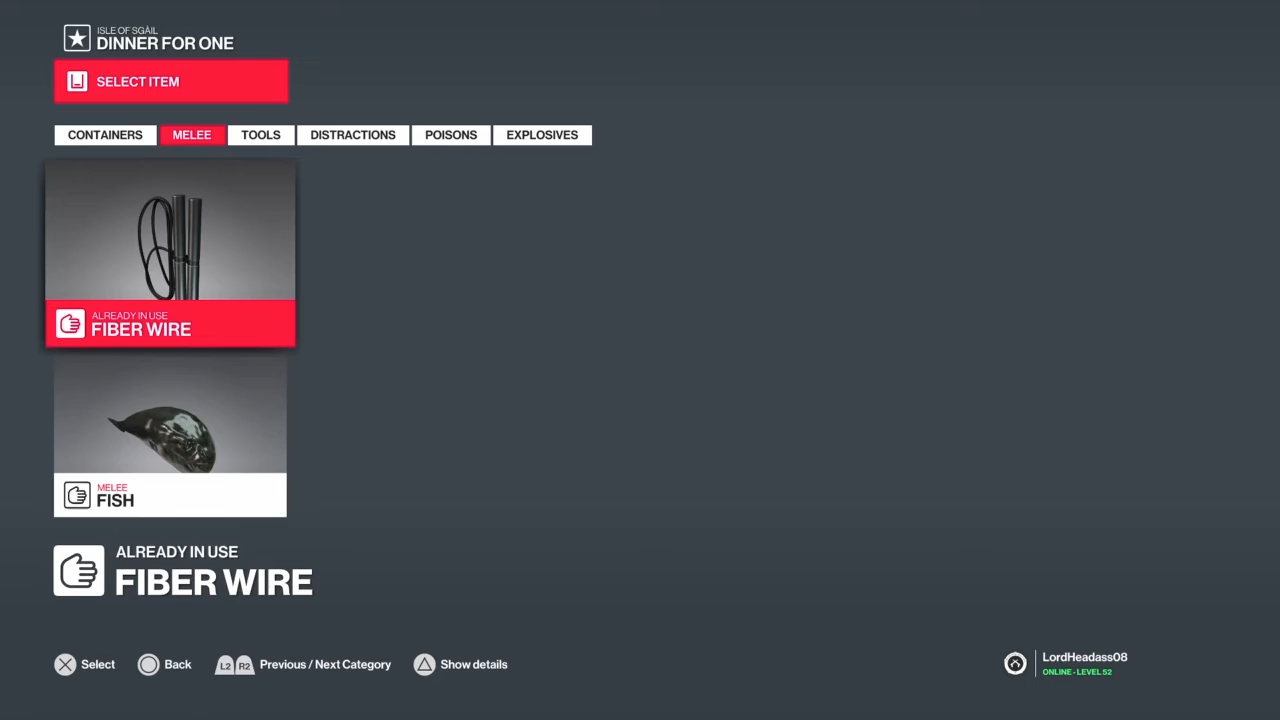 ISLE OF SGÀIL
DINNER FOR ONE
SELECT ITEM
CONTAINERS MELEE TOOLS DISTRACTIONS POISONS EXPLOSIVES
ALREADY IN USE
FIBER WIRE
MELEE
FISH
ALREADY IN USE
FIBER WIRE
Select Back L2 R2 Previous / Next Category Show details
LordHeadass08
ONLINE - LEVEL 52